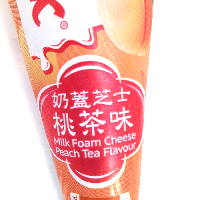 奶蓋芝士
桃茶味
Milk Foam Cheese
Peach Tea Flavour